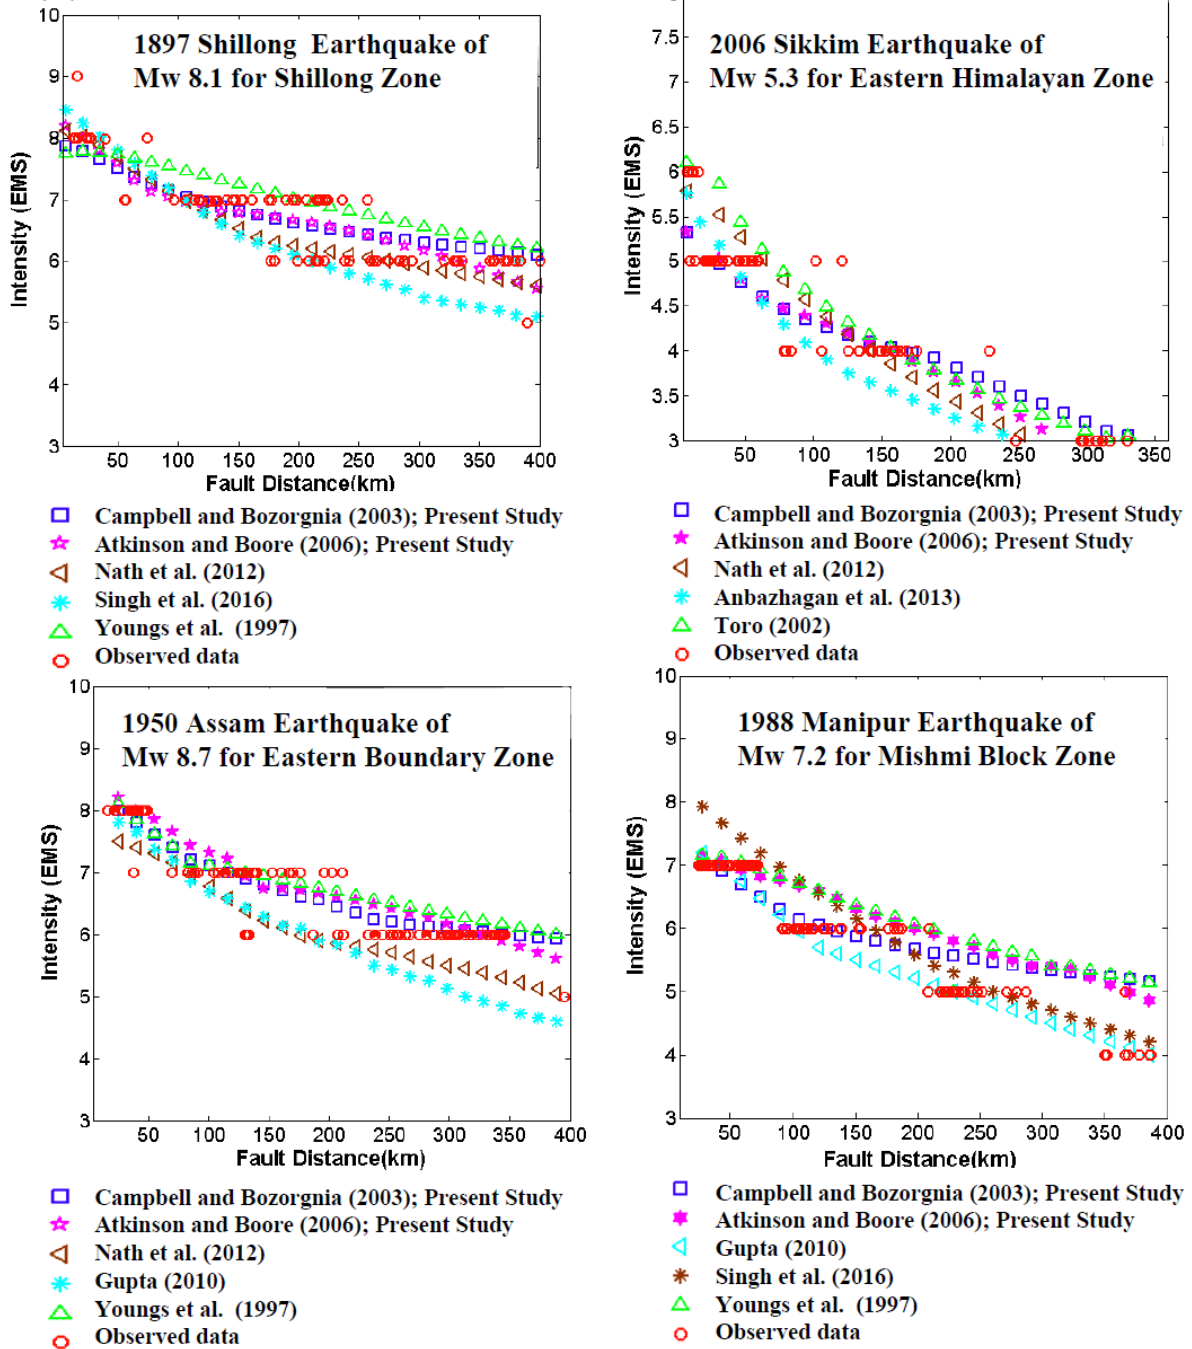 1897 Shillong Earthquake of
Mw 8.1 for Shillong Zone
10
9
8
7
6
5
4
3
Intensity (EMS)
50 100 150 200 250 300 350 400
Fault Distance(km)
Campbell and Bozorgnia (2003); Present Study
Atkinson and Boore (2006); Present Study
Nath et al. (2012)
Singh et al. (2016)
Youngs et al. (1997)
Observed data
2006 Sikkim Earthquake of
Mw 5.3 for Eastern Himalayan Zone
7.5
7
6.5
6
5.5
5
4.5
4
3.5
3
Intensity (EMS)
50 100 150 200 250 300 350
Fault Distance(km)
Campbell and Bozorgnia (2003); Present Study
Atkinson and Boore (2006); Present Study
Nath et al. (2012)
Anbazhagan et al. (2013)
Toro (2002)
Observed data
1950 Assam Earthquake of
Mw 8.7 for Eastern Boundary Zone
10
9
8
7
6
5
4
3
Intensity (EMS)
50 100 150 200 250 300 350 400
Fault Distance(km)
Campbell and Bozorgnia (2003); Present Study
Atkinson and Boore (2006); Present Study
Nath et al. (2012)
Gupta (2010)
Youngs et al. (1997)
Observed data
1988 Manipur Earthquake of
Mw 7.2 for Mishmi Block Zone
10
9
8
7
6
5
4
3
Intensity (EMS)
50 100 150 200 250 300 350 400
Fault Distance(km)
Campbell and Bozorgnia (2003); Present Study
Atkinson and Boore (2006); Present Study
Gupta (2010)
Singh et al. (2016)
Youngs et al. (1997)
Observed data